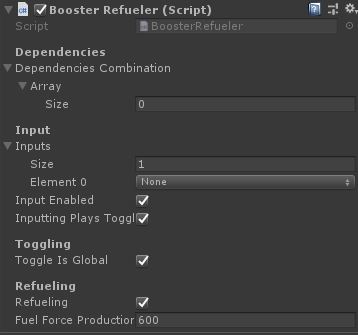 Booster Refueler (Script)
Script BoosterRefueler
Dependencies
Dependencies Combination
Array
Size 0
Input
Inputs
Size 1
Element 0 None
Input Enabled
Inputting Plays Toggl
Toggling
Toggle Is Global
Refueling
Refueling
Fuel Force Production 600